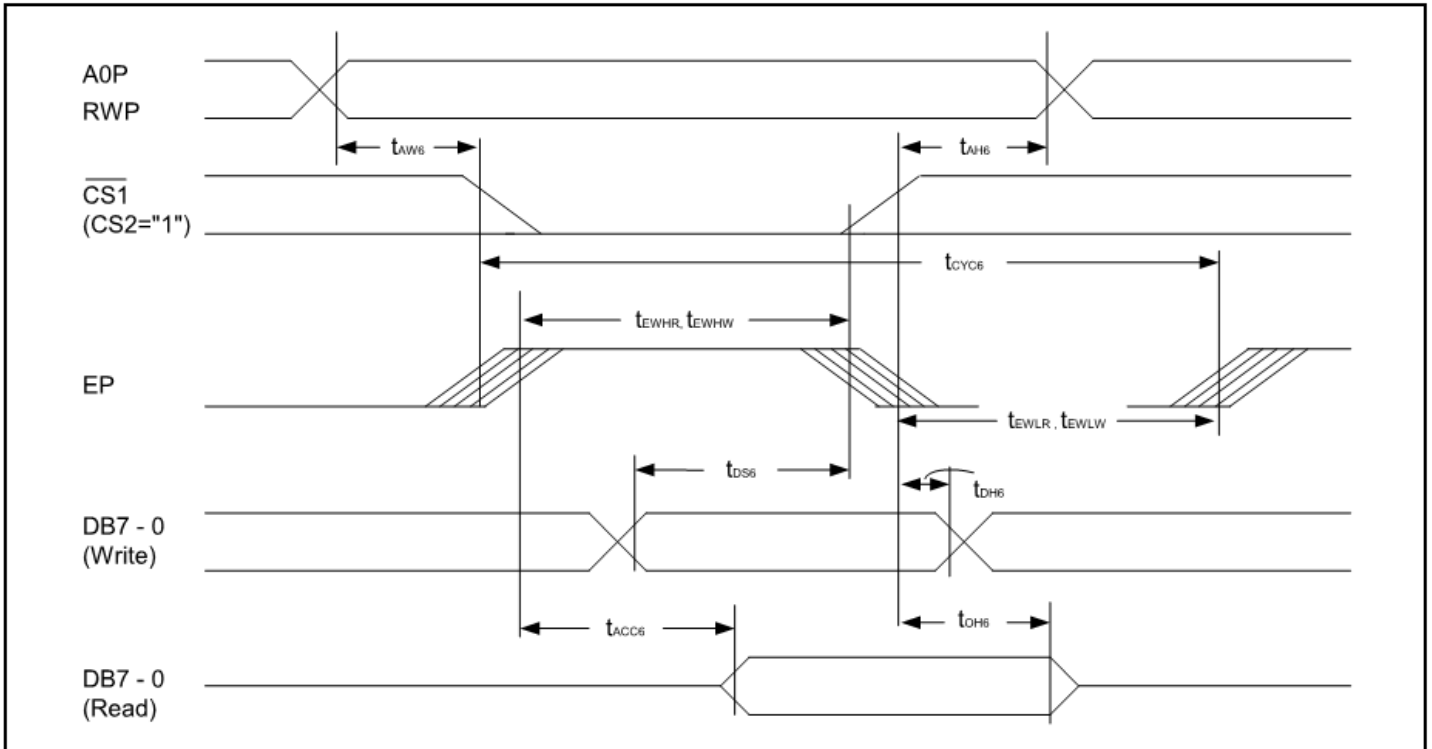 A0P
RWP
tAW6
tAH6
CS1
(CS2="1")
tCYC6
tEWHR, tEWHW
EP
tEWLR , tEWLW
tDS6
tDH6
DB7 - 0
(Write)
tACC6
tOH6
DB7 - 0
(Read)